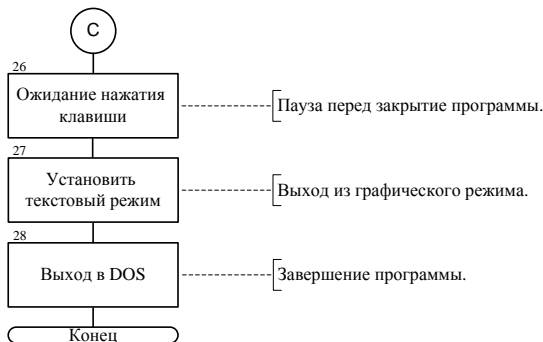 С
26
Ожидание нажатия
клавиши
Пауза перед закрытие программы.
27
Установить
текстовый режим
Выход из графического режима.
28
Выход в DOS
Завершение программы.
Конец